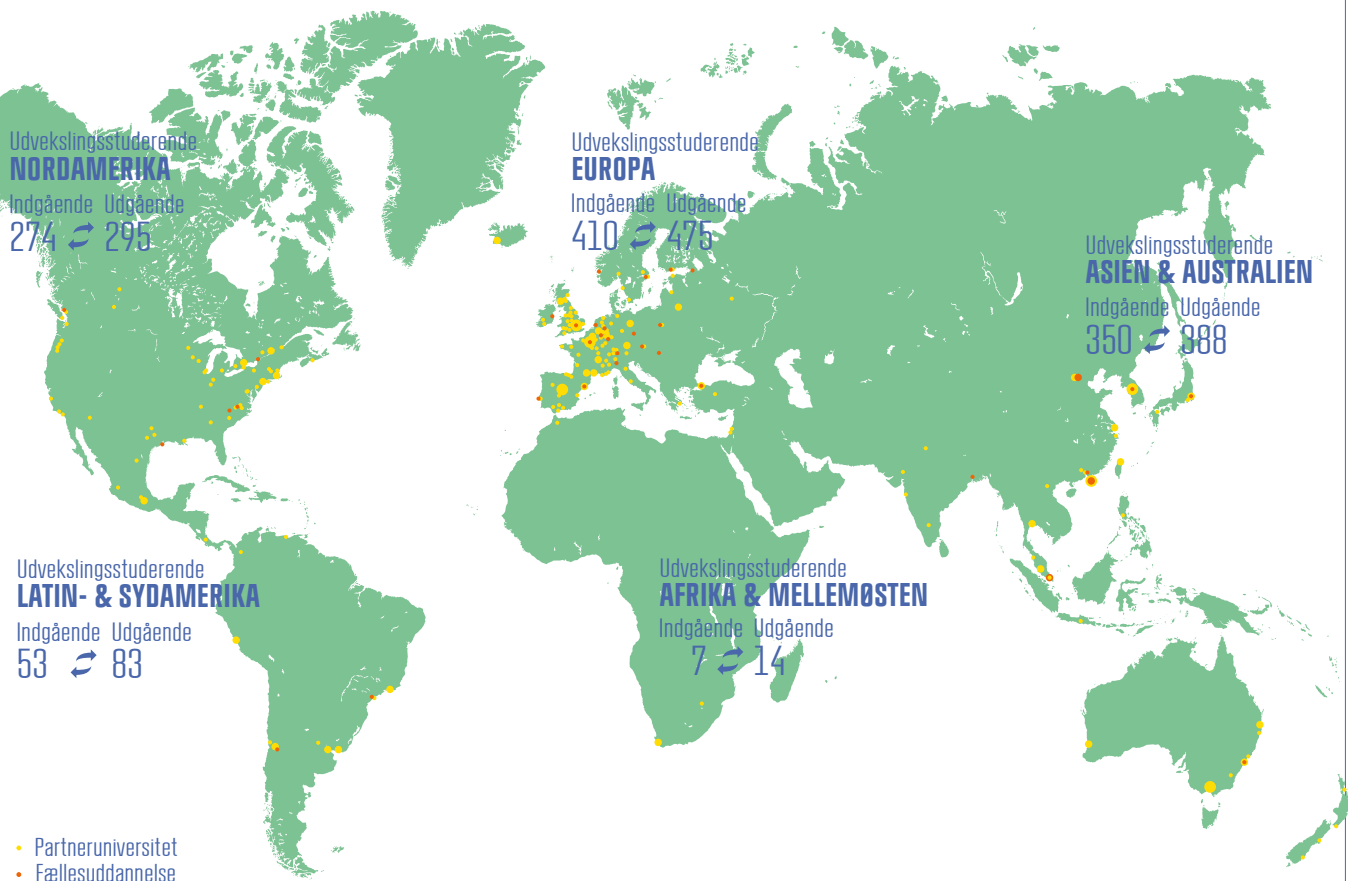 Udvekslingsstuderende
NORDAMERIKA
Indgående Udgående
274 295
Udvekslingsstuderende
EUROPA
Indgående Udgående
410 475
Udvekslingsstuderende
ASIEN & AUSTRALIEN
Indgående Udgående
350 388
Udvekslingsstuderende
LATIN- & SYDAMERIKA
Indgående Udgående
53 83
Udvekslingsstuderende
AFRIKA & MELLEMØSTEN
Indgående Udgående
7 14
Partneruniversitet
Fællesuddannelse